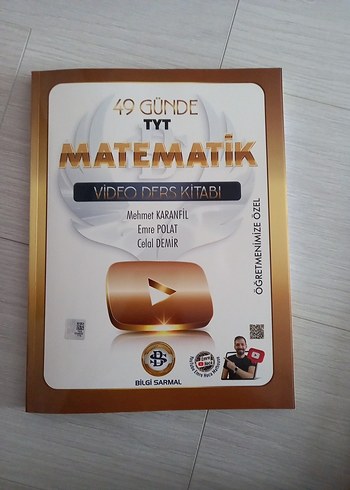 49 GÜNDE
TYT
MATEMATİK
VİDEO DERS KİTABI
Mehmet KARANFİL
Emre POLAT
Celal DEMİR
ÖĞRETMENİMİZE ÖZEL
BİLGİ SARMAL